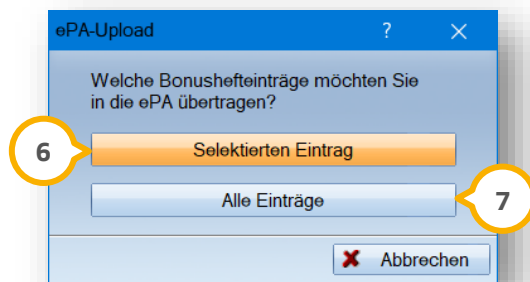 ePA-Upload ?
Welche Bonushefteinträge möchten Sie
in die ePA übertragen?
6 Selektierten Eintrag
Alle Einträge 7
Abbrechen